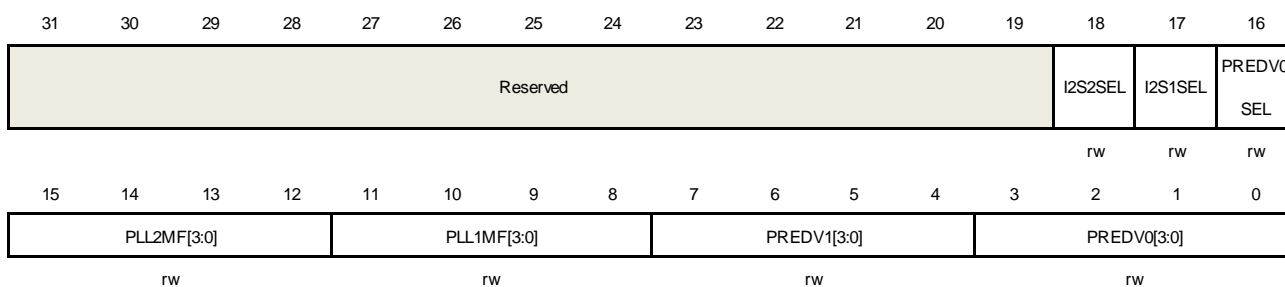 31 30 29 28 27 26 25 24 23 22 21 20 19 18 17 16
Reserved I2S2SEL I2S1SEL PREDV0
SEL
rw rw rw
15 14 13 12 11 10 9 8 7 6 5 4 3 2 1 0
PLL2MF[3:0] PLL1MF[3:0] PREDV1[3:0] PREDV0[3:0]
rw rw rw rw